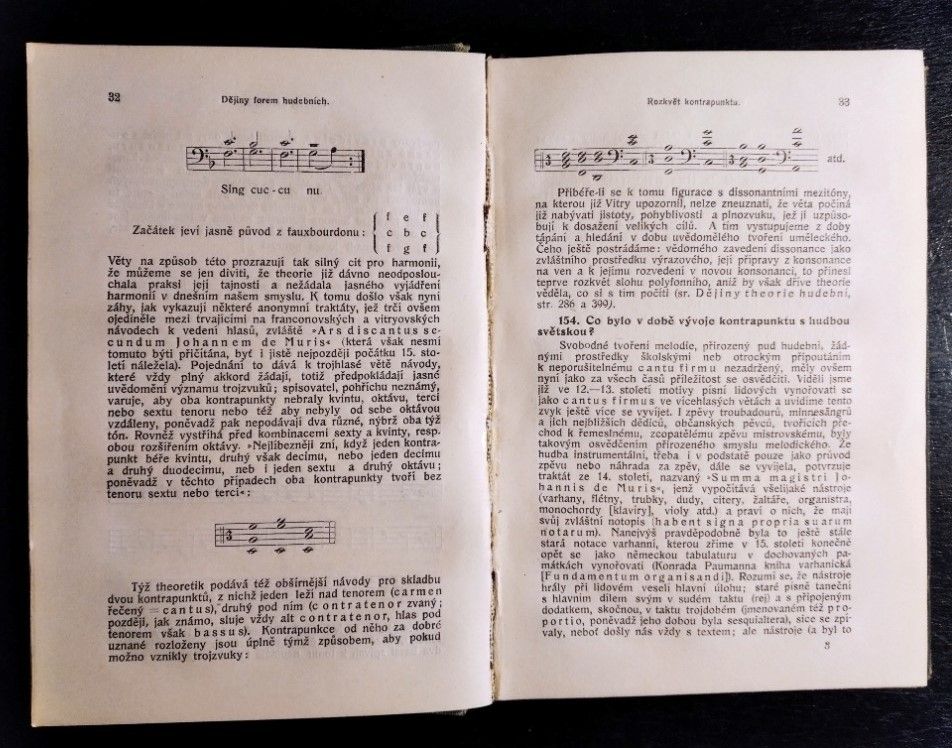 32
Dějiny forem hudebních.
Sing cuc-cu nu.
Začátek jeví jasně původ z fauxbourdonu:
f e f
c b c
f g f
Věty na způsob této prozrazují tak silný cit pro harmonii,
že můžeme se jen diviti, že theorie již dávno neodposlou-
chala praksi její tajnosti a nežádala jasného vyjádření
harmonií v dnešním našem smyslu. K tomu došlo však nyní
záhy, jak vykazují některé anonymní traktáty, jež trčí ovšem
ojediněle mezi trvajícími na franconovských a vitryovských
návodech k vedení hlasů, zvláště »Ars discantus se-
cundum Johannem de Muris« (která však nesmí
tomuto býti přičítána, byť i jistě nejpozději počátku 15. sto-
letí náležela). Pojednání to dává k trojhlasé větě návody,
které vždy plný akkord žádají, totiž předpokládají jasné
uvědomění významu trojzvuků; spisovatel, pohříchu neznámý,
varuje, aby oba kontrapunkty nebraly kvintu, oktávu, terci
nebo sextu tenoru nebo též aby nebyly od sebe oktávou
vzdáleny, poněvadž pak nepodávají dva různé, nýbrž oba týž
tón. Rovněž vystříhá před kombinacemi sexty a kvinty, resp.
obou rozšířením oktávy. »Nejlíbezněji zní, když jeden kontra-
punkt béře kvintu, druhý však decimu, nebo jeden decimu
a druhý duodecimu, neb i jeden sextu a druhý oktávu;
poněvadž v těchto případech oba kontrapunkty tvoří bez
tenoru sextu nebo terci«:
Týž theoretik podává též obšírnější návody pro skladbu
dvou kontrapunktů, z nichž jeden leží nad tenorem (carmen
řečený = cantus), druhý pod ním (contratenor zvaný;
později, jak známo, sluje vždy alt contratenor, hlas pod
tenorem však bassus). Kontrapunkce od něho za dobré
uznané rozloženy jsou úplně týmž způsobem, aby pokud
možno vznikly trojzvuky:
Rozkvět kontrapunktu.
33
atd.
Přibéře-li se k tomu figurace s dissonantními mezitóny,
na kterou již Vitry upozornil, nelze zneuznati, že věta počíná
již nabývati jistoty, pohyblivosti a plnozvuku, jež jí uzpůso-
bují k dosažení velikých cílů. A tím vystupujeme z doby
tápání a hledání v dobu uvědomělého tvoření uměleckého.
Čeho ještě postrádáme: vědomého zavedení dissonance jako
zvláštního prostředku výrazového, její přípravy z konsonance
na ven a k jejímu rozvedení v novou konsonanci, to přinesl
teprve rozkvět slohu polyfonního, aniž by však dříve theorie
věděla, co si s tím počíti (sr. Dějiny theorie hudební,
str. 286 a 399).
154. Co bylo v době vývoje kontrapunktu s hudbou
světskou?
Svobodné tvoření melodie, přirozený pud hudební, žád-
nými prostředky školskými neb otrockým připoutáním
k neporušitelnému cantu firmu nezadržaný, měly ovšem
nyní jako za všech časů příležitost se osvědčiti. Viděli jsme
již ve 12.—13. století motivy písní lidových vynořovati se
jako cantus firmus ve vícehlasých větách a uvidíme tento
zvyk ještě více se vyvíjet. I zpěvy troubadourů, minnesängrů
a jich nejbližších dědiců, občanských pěvců, tvořících pře-
chod k řemeslnému, zcopatělému zpěvu mistrovskému, byly
takovým osvědčením přirozeného smyslu melodického. Že
hudba instrumentální, třeba i v podstatě pouze jako průvod
zpěvu nebo náhrada za zpěv, dále se vyvíjela, potvrzuje
traktát ze 14. století, nazvaný »Summa magistri Jo-
hannis de Muris«, jenž vypočítává všelijaké nástroje
(varhany, flétny, trubky, dudy, citery, žaltáře, organistra,
monochordy [klavíry], violy atd.) a praví o nich, že mají
svůj zvláštní notopis (habent signa propria suarum
notarum). Nanejvýš pravděpodobně byla to ještě stále
stará notace varhanní, kterou zříme v 15. století konečně
opět se jako německou tabulaturu v dochovaných pa-
mátkách vynořovati (Konrada Paumanna kniha varhanická
[Fundamentum organisandi]). Rozumí se, že nástroje
hrály při lidovém veselí hlavní úlohu; staré písně taneční
s hlavním dílem svým v sudém taktu (rej) a s připojeným
dodatkem, skočnou, v taktu trojdobém (jmenovaném též pro-
portio, poněvadž jeho dobou byla sesquialtera), sice se zpí-
valy, neboť došly nás vždy s textem; ale nástroje (a byl to
3